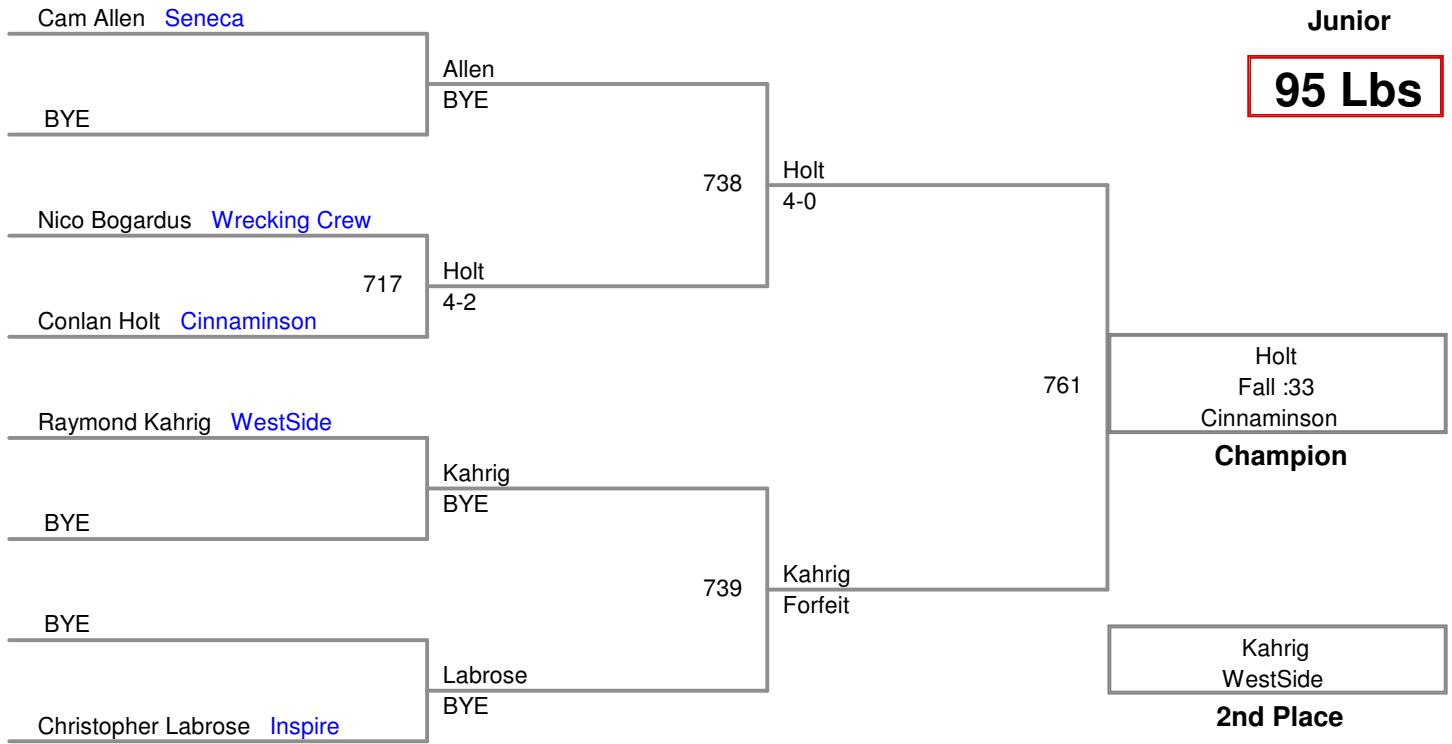 Cam Allen Seneca
Junior
Allen
BYE
95 Lbs
BYE
738
Holt
4-0
Nico Bogardus Wrecking Crew
717
Holt
4-2
Conlan Holt Cinnaminson
761
Holt
Fall :33
Cinnaminson
Champion
Raymond Kahrig WestSide
Kahrig
BYE
BYE
739
Kahrig
Forfeit
BYE
Labrose
BYE
Kahrig
WestSide
2nd Place
Christopher Labrose Inspire